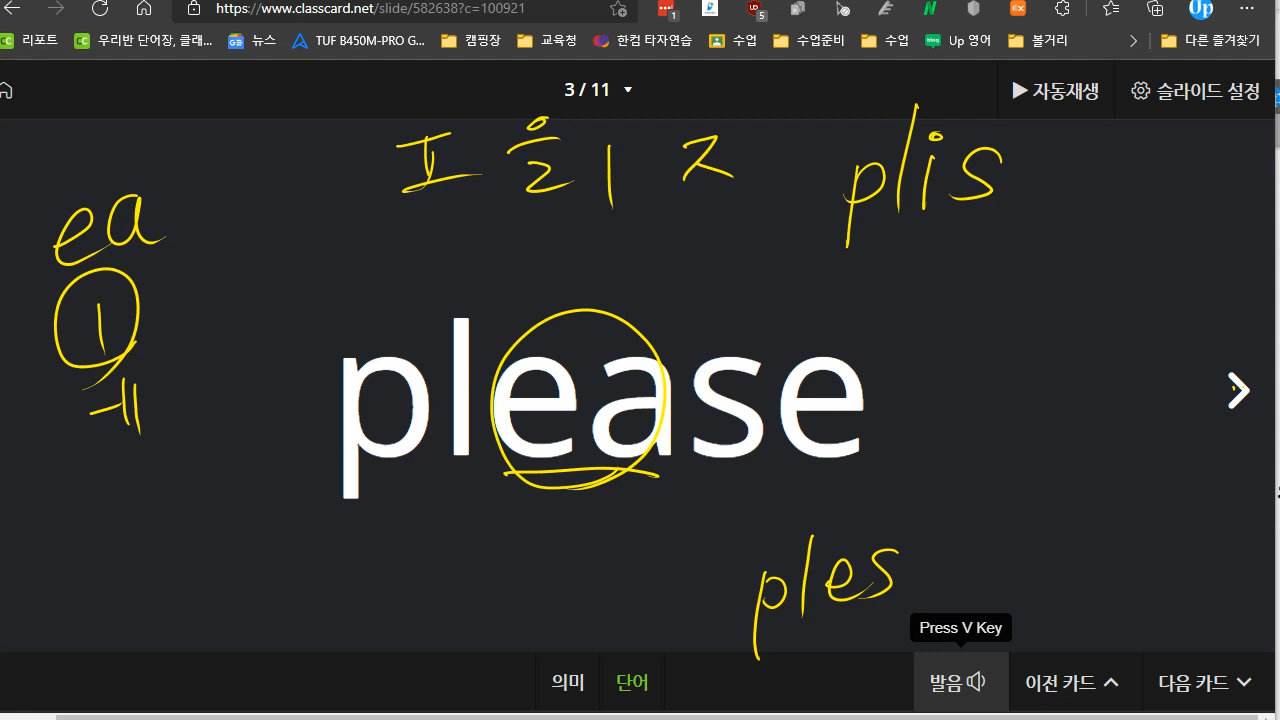 https://www.classcard.net/slide/582638?c=100921
리포트 우리반 단어장, 클래... 뉴스 TUF B450M-PRO G... 캠핑장 교육청 한컴 타자연습 수업 수업준비 수업 Up 영어 볼거리 다른 즐겨찾기
3 / 11 자동재생 슬라이드 설정
plis
ea
ㅣ
ㅔ
please
ples
Press V Key
의미 단어 발음 이전 카드 다음 카드